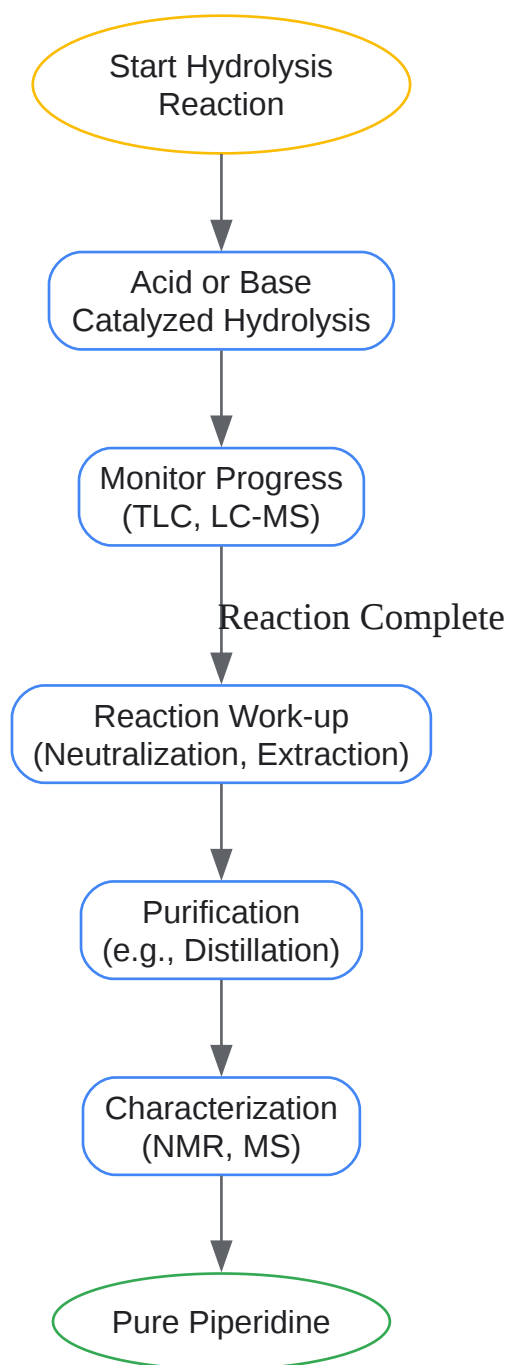 Start Hydrolysis
Reaction
Acid or Base
Catalyzed Hydrolysis
Monitor Progress
(TLC, LC-MS)
Reaction Complete
Reaction Work-up
(Neutralization, Extraction)
Purification
(e.g., Distillation)
Characterization
(NMR, MS)
Pure Piperidine